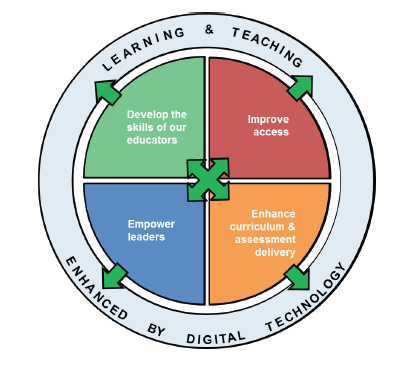 LEARNING & TEACHING
Develop the
skills of our
educators
Improve
access
Empower
leaders
Enhance
curriculum &
assessment
delivery
ENHANCED BY DIGITAL TECHNOLOGY